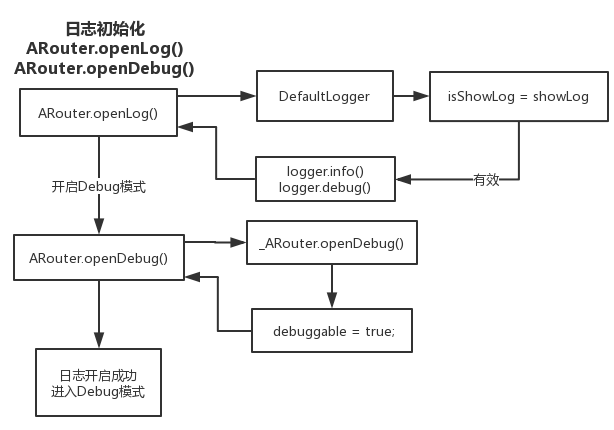 日志初始化
ARouter.openLog()
ARouter.openDebug()
ARouter.openLog()
DefaultLogger
isShowLog = showLog
logger.info()
logger.debug()
有效
开启Debug模式
ARouter.openDebug()
_ARouter.openDebug()
debuggable = true;
日志开启成功
进入Debug模式